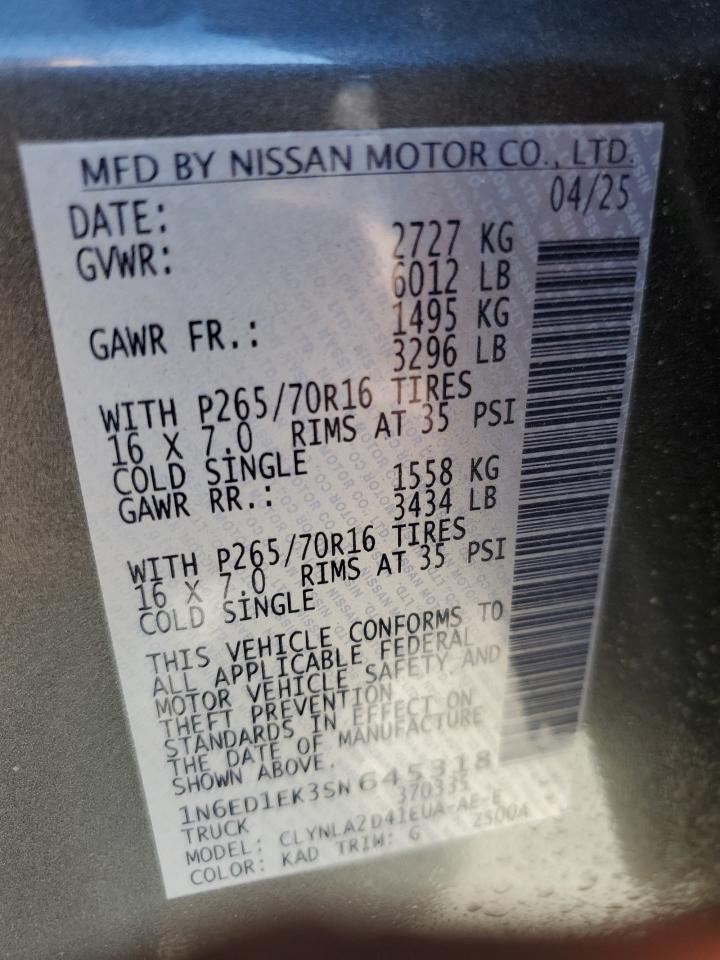 MFD BY NISSAN MOTOR CO., LTD.
DATE: 04/25
GVWR: 2727 KG
6012 LB
GAWR FR.: 1495 KG
3296 LB
WITH P265/70R16 TIRES
16 X 7.0 RIMS AT 35 PSI
COLD SINGLE
GAWR RR.: 1558 KG
3434 LB
WITH P265/70R16 TIRES
16 X 7.0 RIMS AT 35 PSI
COLD SINGLE
THIS VEHICLE CONFORMS TO
ALL APPLICABLE FEDERAL
MOTOR VEHICLE SAFETY AND
THEFT PREVENTION
STANDARDS IN EFFECT ON
THE DATE OF MANUFACTURE
SHOWN ABOVE.
1N6ED1EK3SN645318
TRUCK 370335
MODEL: CLYNLA2D41EUA-AE-E
COLOR: KAD TRIM: G 2500A